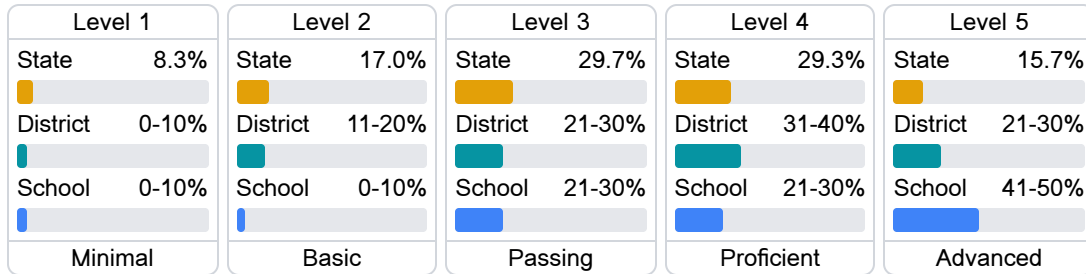 Level 1
State 8.3%
District 0-10%
School 0-10%
Minimal
Level 2
State 17.0%
District 11-20%
School 0-10%
Basic
Level 3
State 29.7%
District 21-30%
School 21-30%
Passing
Level 4
State 29.3%
District 31-40%
School 21-30%
Proficient
Level 5
State 15.7%
District 21-30%
School 41-50%
Advanced